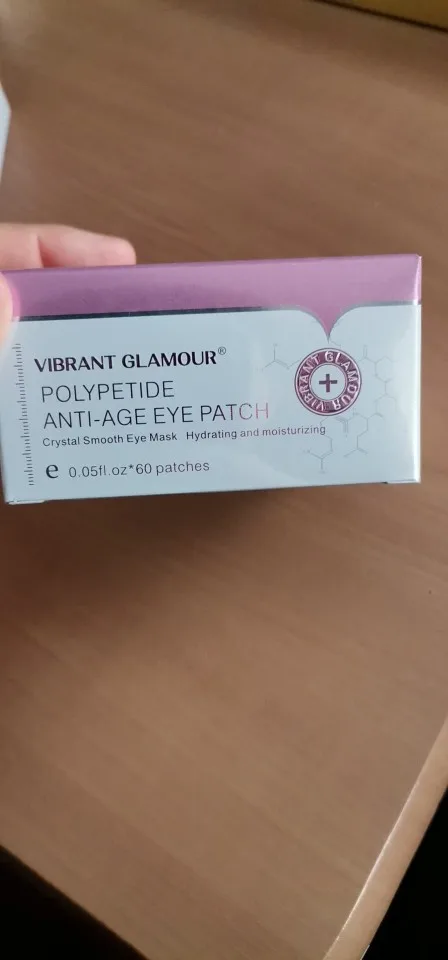 VIBRANT GLAMOUR®
POLYPETIDE
ANTI-AGE EYE PATCH
Crystal Smooth Eye Mask Hydrating and moisturizing
e 0.05fl.oz*60 patches
VIBRANT GLAMOUR